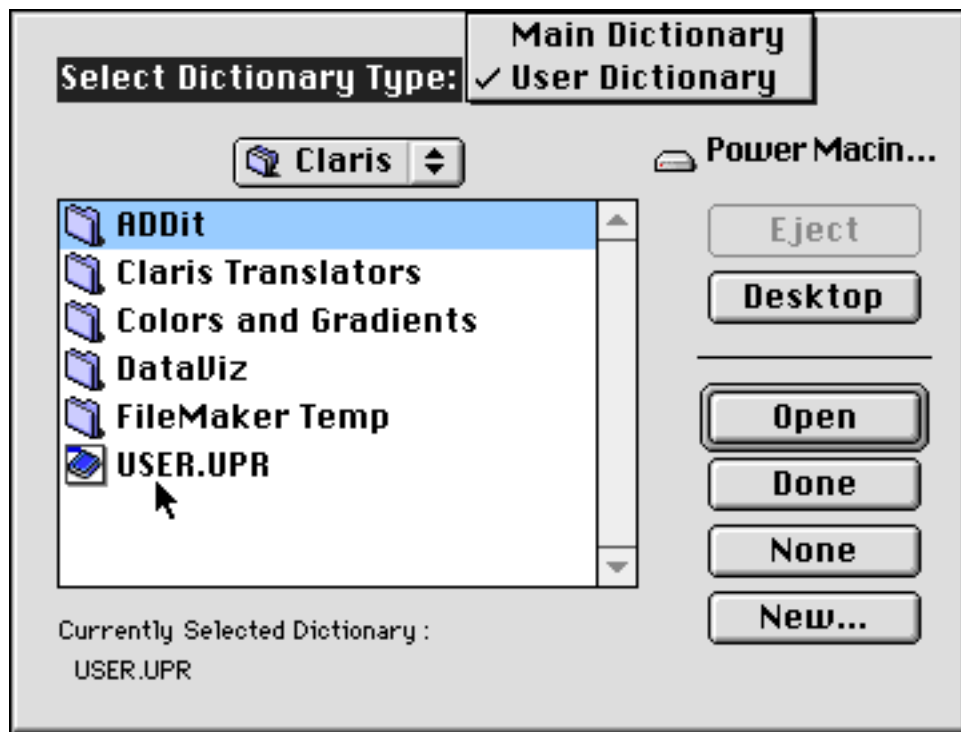 Main Dictionary
Select Dictionary Type: ✓ User Dictionary
Claris
Power Macin...
ADDit
Claris Translators
Colors and Gradients
DataViz
FileMaker Temp
USER.UPR
Eject
Desktop
Open
Done
None
New...
Currently Selected Dictionary :
USER.UPR